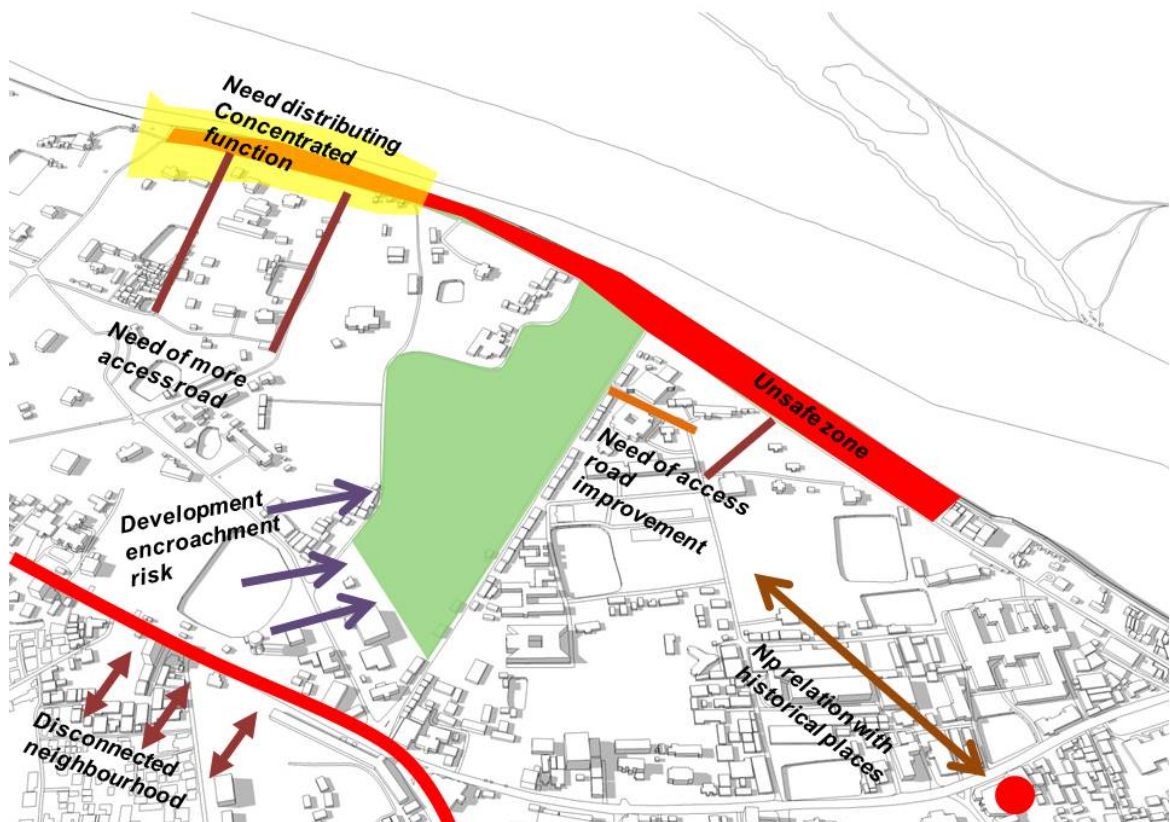 Need distributing
Concentrated
function
Need of more
access road
Unsafe zone
Need of access
road
improvement
Development
encroachment
risk
Np relation with
historical places
Disconnected
neighbourhood